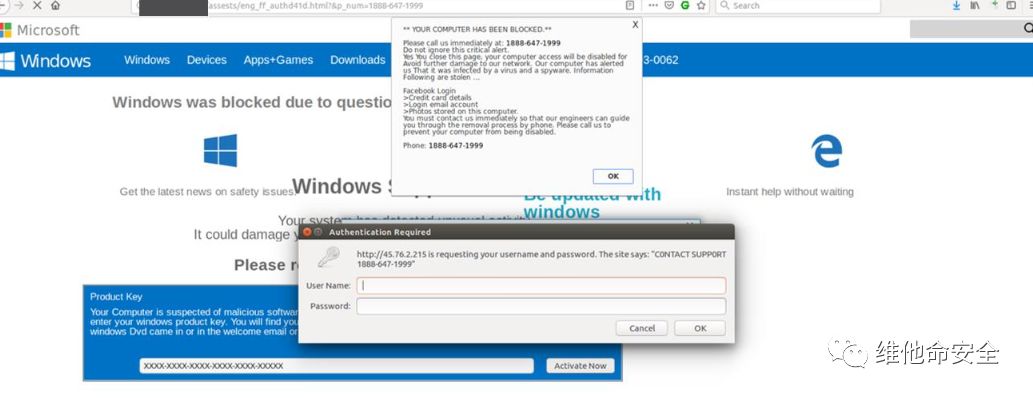 assests/eng_ff_authd41d.html?&p_num=1888-647-1999
Search
Microsoft
Windows
Windows
Devices
Apps+Games
Downloads
3-0062
X
** YOUR COMPUTER HAS BEEN BLOCKED.**
Please call us immediately at: 1888-647-1999
Do not ignore this critical alert.
Yes You close this page, your computer access will be disabled for
Avoid further damage to our network. Our computer has alerted
us That it was infected by a virus and a spyware. Information
Following are stolen ...
Facebook Login
>Credit card details
>Login email account
>Photos stored on this computer.
You must contact us immediately so that our engineers can guide
you through the removal process by phone. Please call us to
prevent your computer from being disabled.
Phone: 1888-647-1999
OK
Windows was blocked due to questio
Get the latest news on safety issues
Windows S
Be updated with
windows
Instant help without waiting
Your system has detected unusual activit
It could damage y
Please r
Authentication Required
http://45.76.2.215 is requesting your username and password. The site says: "CONTACT SUPPORT
1888-647-1999"
User Name:
Password:
Cancel
OK
Product Key
Your Computer is suspected of malicious softwar
enter your windows product key. You will find you
windows Dvd came in or in the welcome email or
XXXX-XXXX-XXXX-XXXX-XXXX-XXXXX
Activate Now
维他命安全